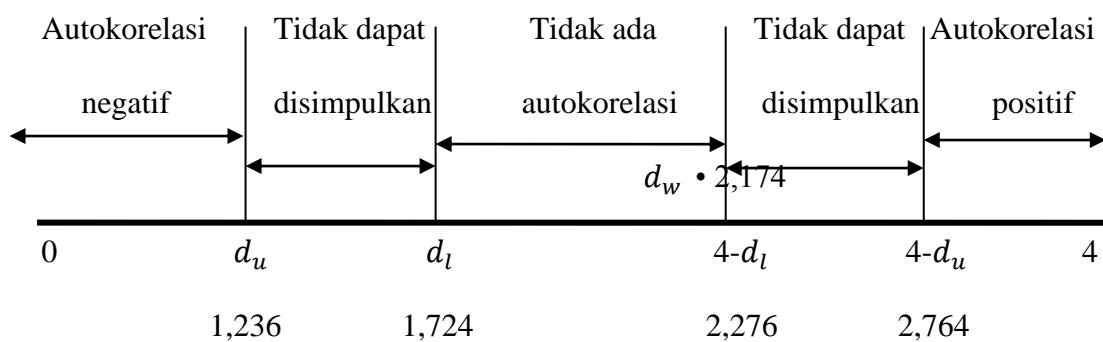 Autokorelasi Tidak dapat Tidak ada Tidak dapat Autokorelasi
negatif disimpulkan autokorelasi disimpulkan positif
d_w • 2,174
0 d_u d_l 4-d_l 4-d_u 4
1,236 1,724 2,276 2,764